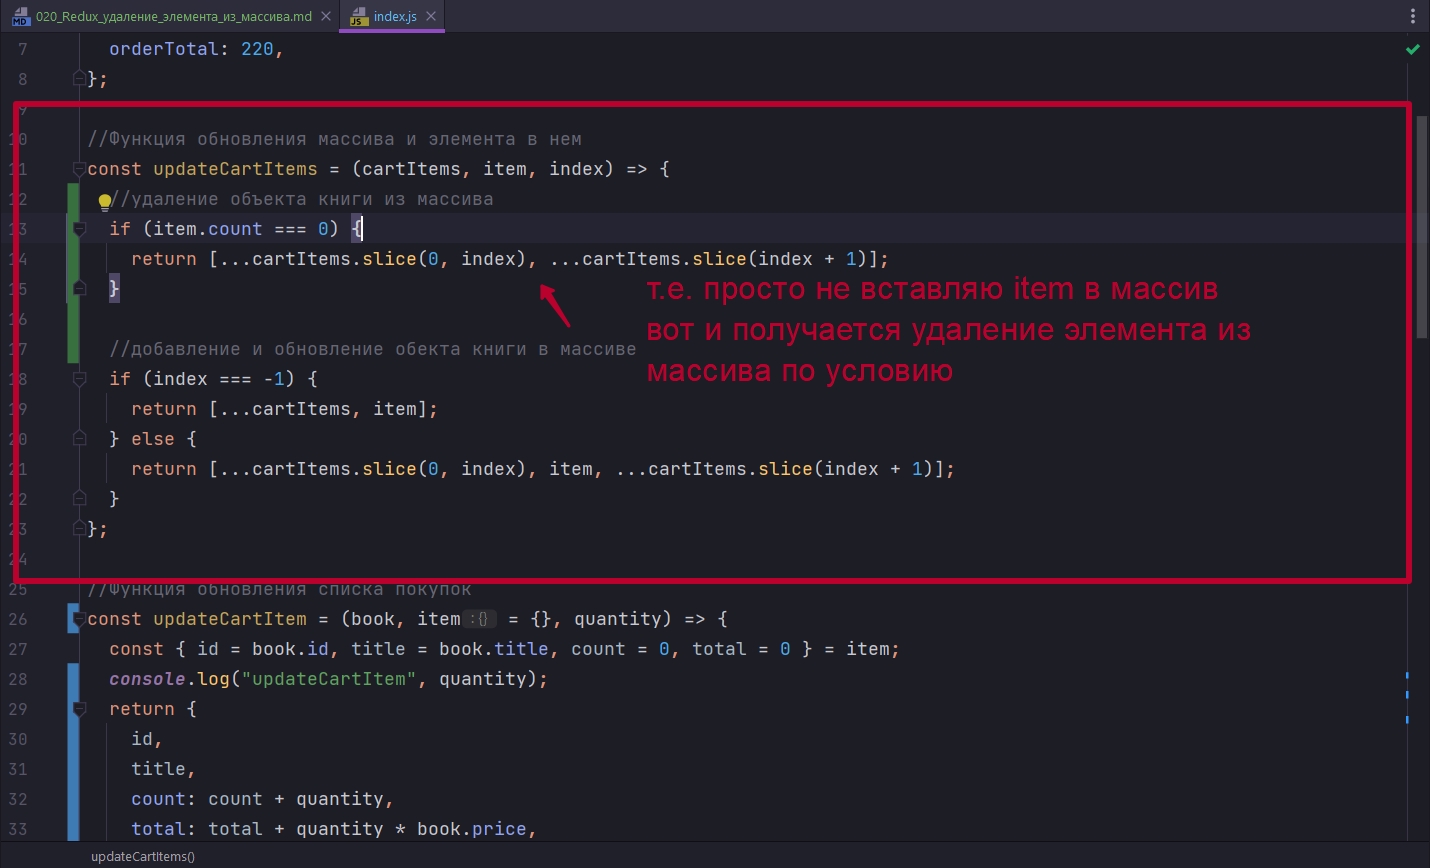 020_Redux_удаление_элемента_из_массива.md
index.js
7 orderTotal: 220,
8 };
9
10 //Функция обновления массива и элемента в нем
11 const updateCartItems = (cartItems, item, index) => {
12 //удаление объекта книги из массива
13 if (item.count === 0) {
14 return [...cartItems.slice(0, index), ...cartItems.slice(index + 1)];
15 }
т.е. просто не вставляю item в массив
16
вот и получается удаление элемента из
17 //добавление и обновление обекта книги в массиве
массива по условию
18 if (index === -1) {
19 return [...cartItems, item];
20 } else {
21 return [...cartItems.slice(0, index), item, ...cartItems.slice(index + 1)];
22 }
23 };
24
25 //Функция обновления списка покупок
26 const updateCartItem = (book, item : {} = {}, quantity) => {
27 const { id = book.id, title = book.title, count = 0, total = 0 } = item;
28 console.log("updateCartItem", quantity);
29 return {
30 id,
31 title,
32 count: count + quantity,
33 total: total + quantity * book.price,
updateCartItems()